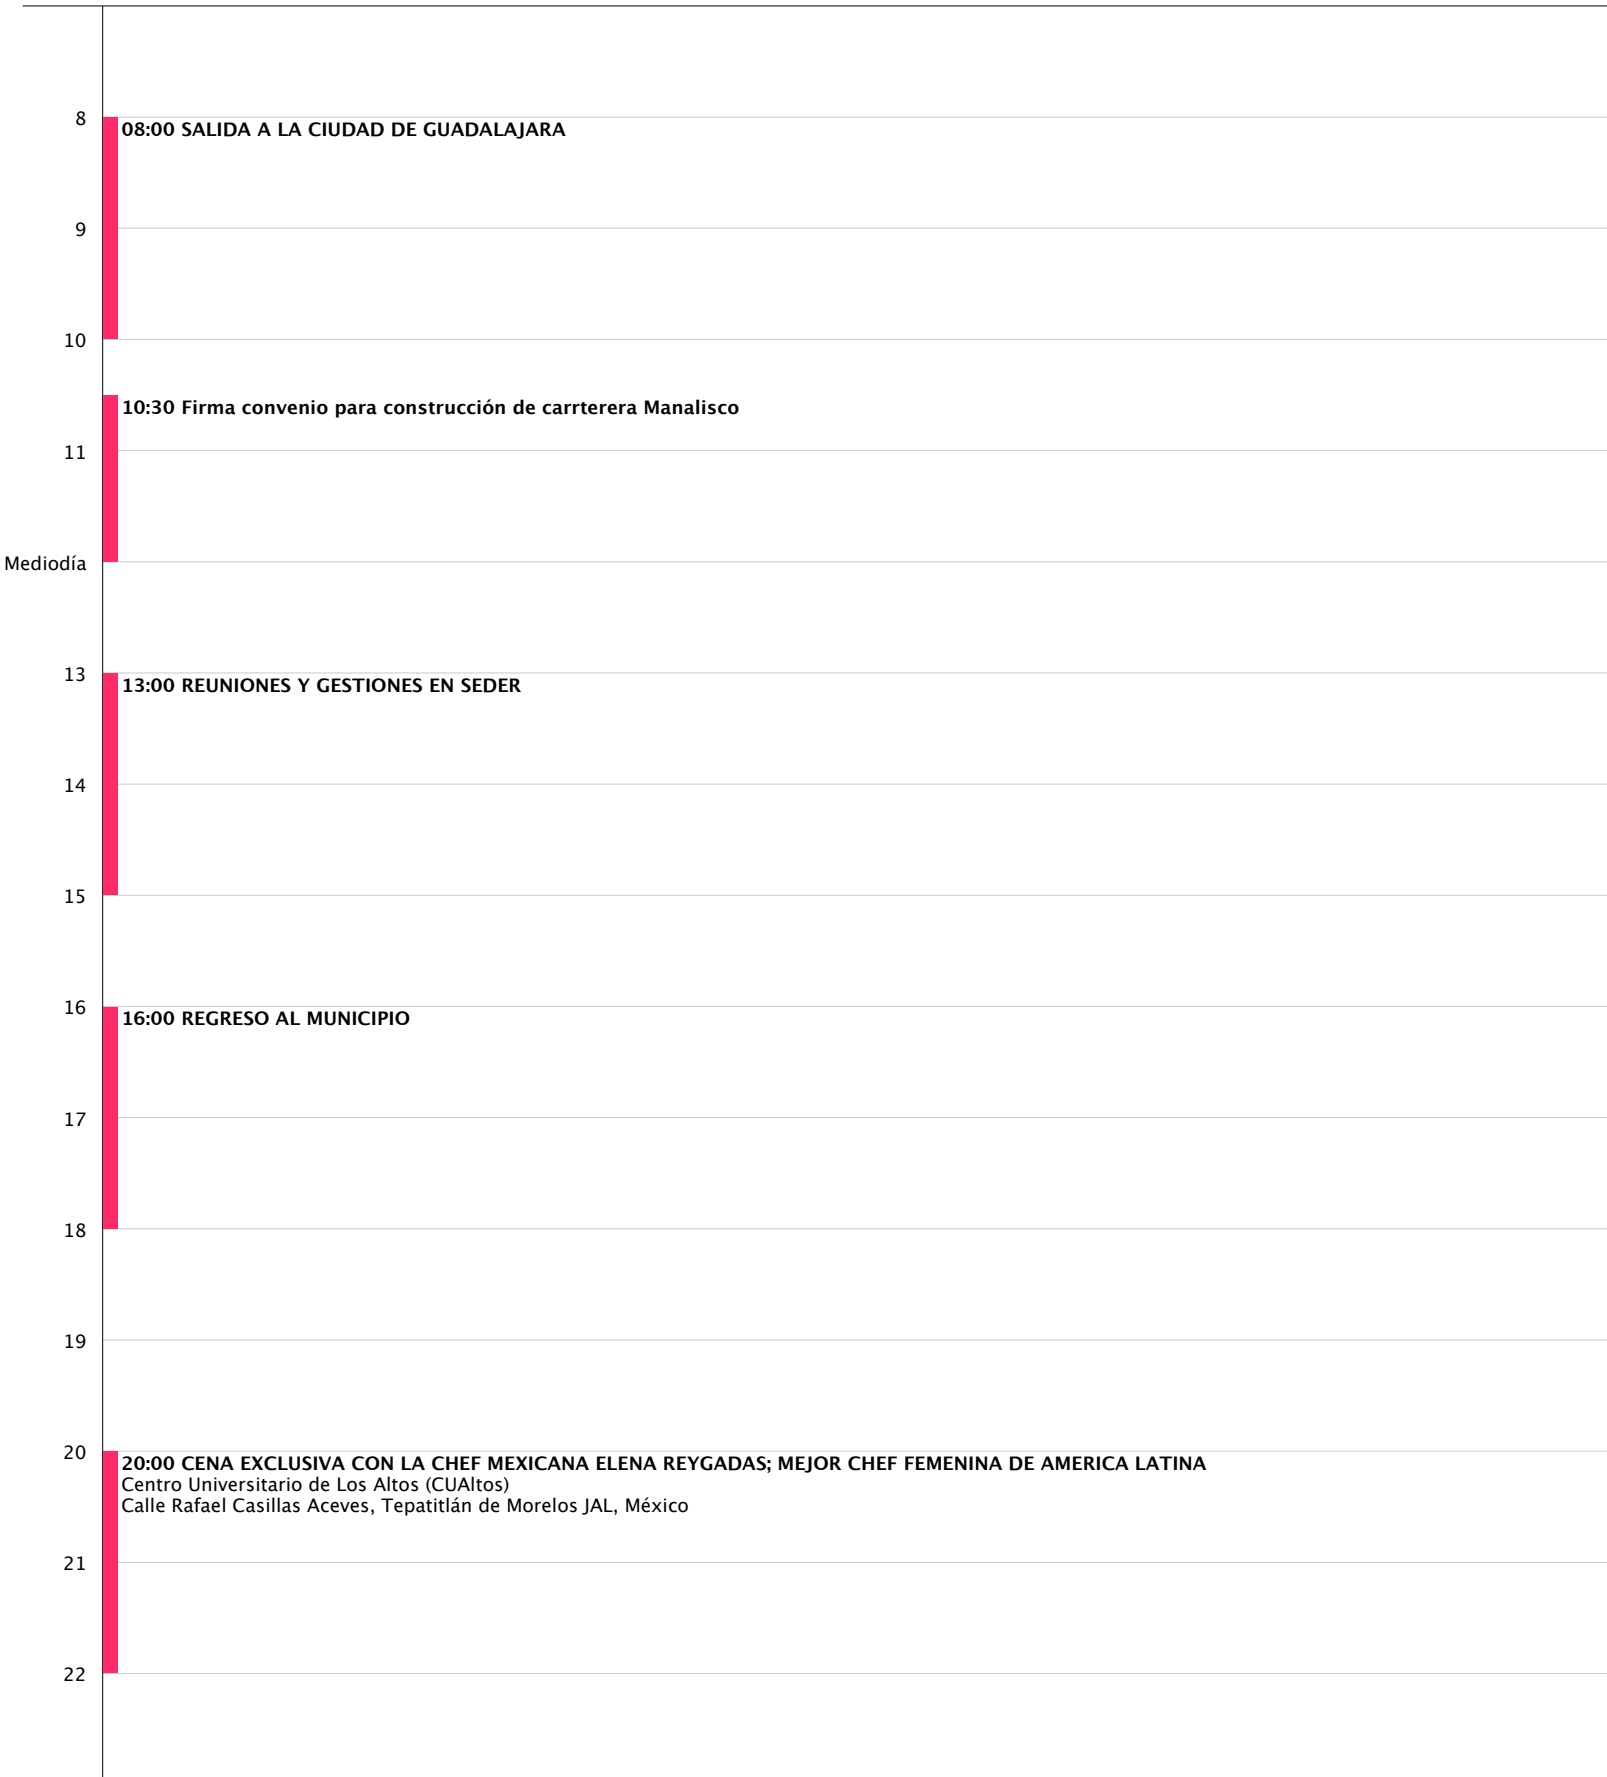 8
08:00 SALIDA A LA CIUDAD DE GUADALAJARA
9
10
10:30 Firma convenio para construcción de carrterera Manalisco
11
Mediodía
13
13:00 REUNIONES Y GESTIONES EN SEDER
14
15
16
16:00 REGRESO AL MUNICIPIO
17
18
19
20
20:00 CENA EXCLUSIVA CON LA CHEF MEXICANA ELENA REYGADAS; MEJOR CHEF FEMENINA DE AMERICA LATINA
Centro Universitario de Los Altos (CUAltos)
Calle Rafael Casillas Aceves, Tepatitlán de Morelos JAL, México
21
22